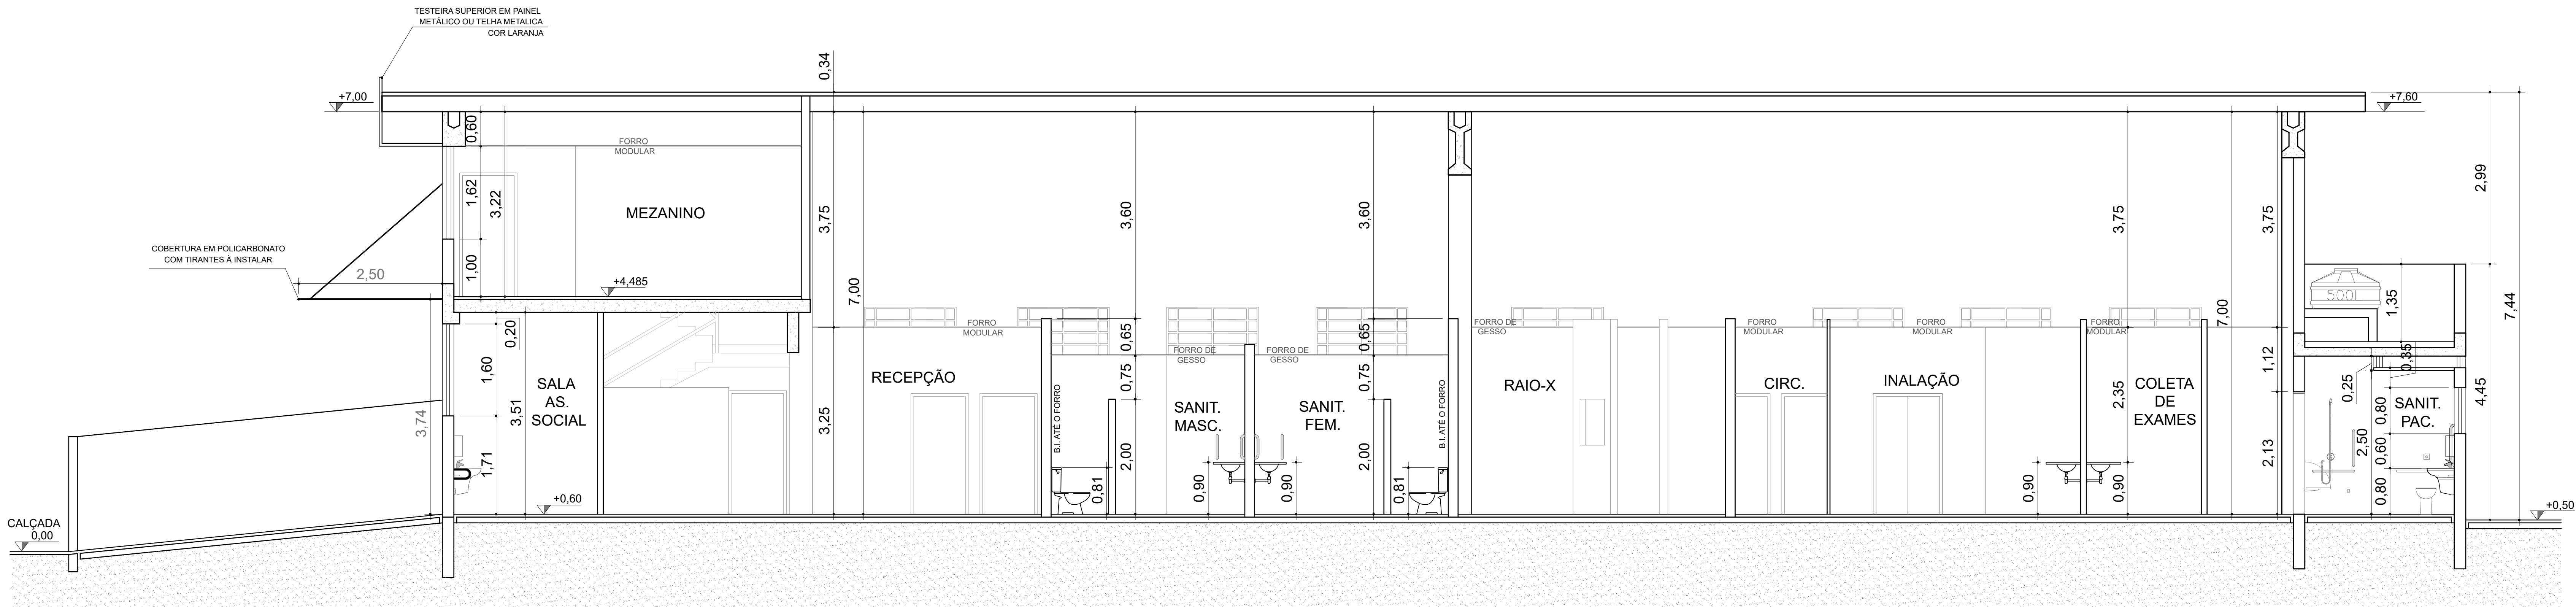 TESTEIRA SUPERIOR EM PAINEL
METÁLICO OU TELHA METALICA
COR LARANJA
+7,00
0,34
+7,60
0,60
FORRO
MODULAR
1,62
3,22
MEZANINO
3,75
3,60
3,60
3,75
3,75
2,99
COBERTURA EM POLICARBONATO
COM TIRANTES À INSTALAR
2,50
1,00
+4,485
7,00
7,00
500L
1,35
7,44
0,20
FORRO
MODULAR
0,65
0,65
FORRO DE
GESSO
FORRO
MODULAR
FORRO
MODULAR
FORRO
MODULAR
FORRO DE
GESSO
FORRO DE
GESSO
1,60
3,51
SALA
AS.
SOCIAL
RECEPÇÃO
0,75
0,75
RAIO-X
CIRC.
INALAÇÃO
COLETA
DE
EXAMES
2,35
1,12
0,35
0,25
0,80
SANIT.
PAC.
4,45
3,74
3,25
B.I. ATÉ O FORRO
SANIT.
MASC.
SANIT.
FEM.
B.I. ATÉ O FORRO
1,71
2,00
2,00
2,13
2,50
0,60
0,81
0,90
0,90
0,81
0,90
0,90
0,80
+0,60
+0,50
CALÇADA
0,00